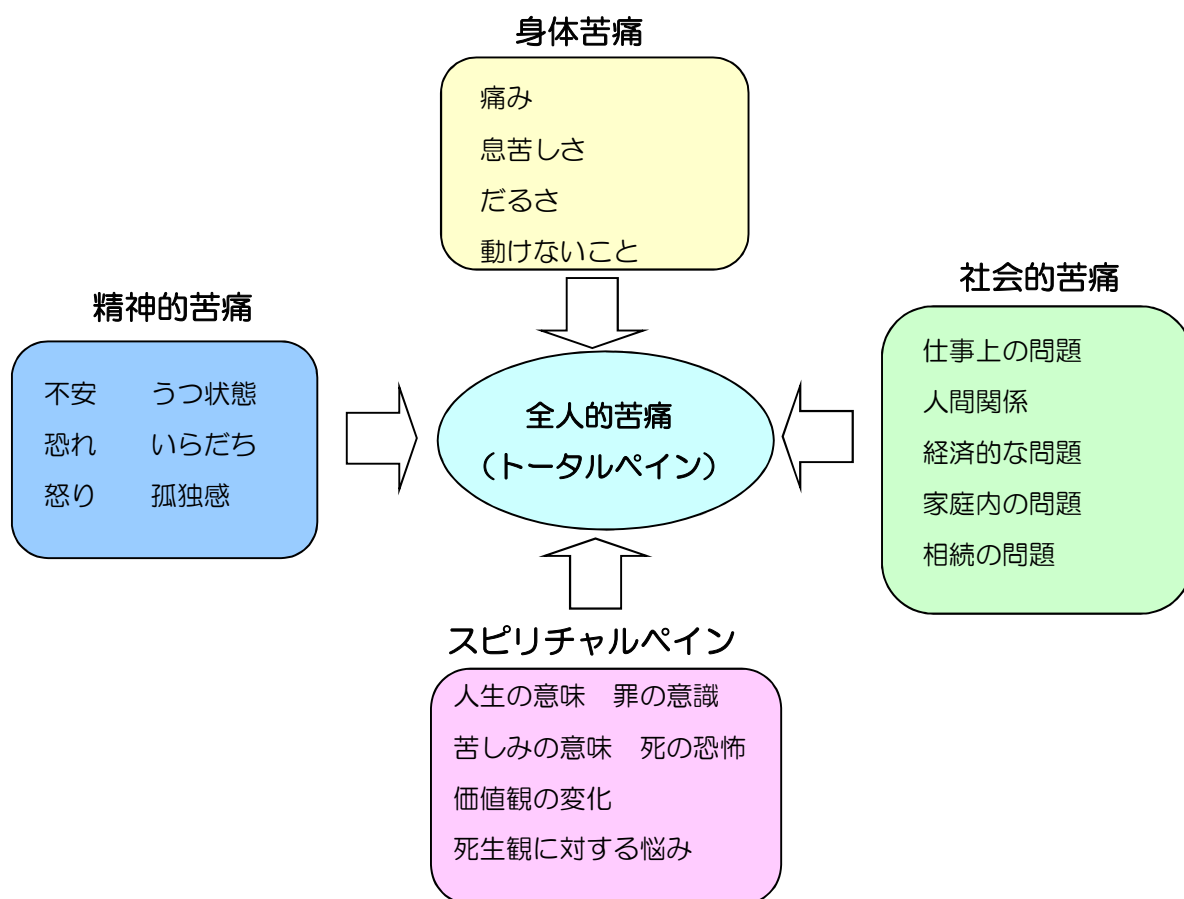 身体苦痛
痛み
息苦しさ
だるさ
動けないこと
精神的苦痛
不安　うつ状態
恐れ　いらだち
怒り　孤独感
社会的苦痛
仕事上の問題
人間関係
経済的な問題
家庭内の問題
相続の問題
全人的苦痛
（トータルペイン）
スピリチャルペイン
人生の意味　罪の意識
苦しみの意味　死の恐怖
価値観の変化
死生観に対する悩み